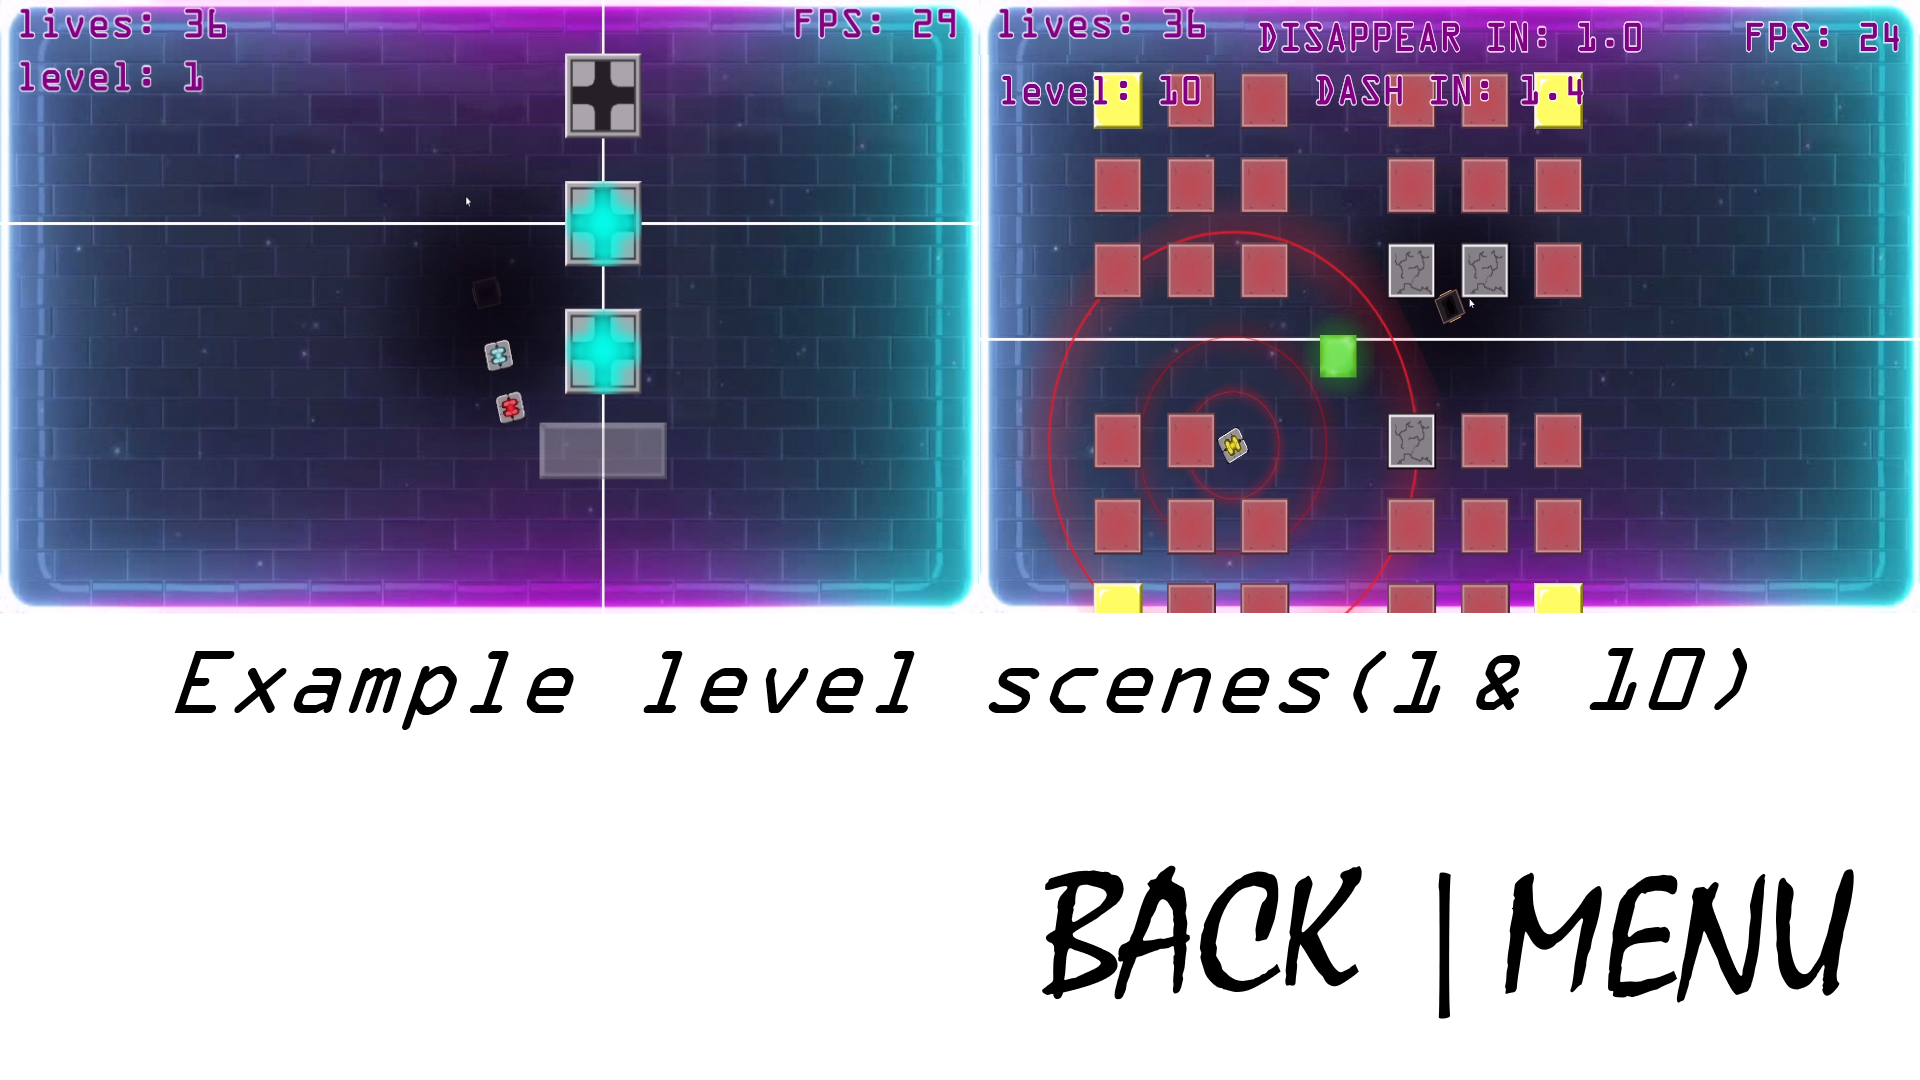 lives: 36
FPS: 29
level: 1
lives: 36
DISAPPEAR IN: 1.0
FPS: 24
level: 10
DASH IN: 1.4
Example level scenes(1 & 10)
BACK | MENU